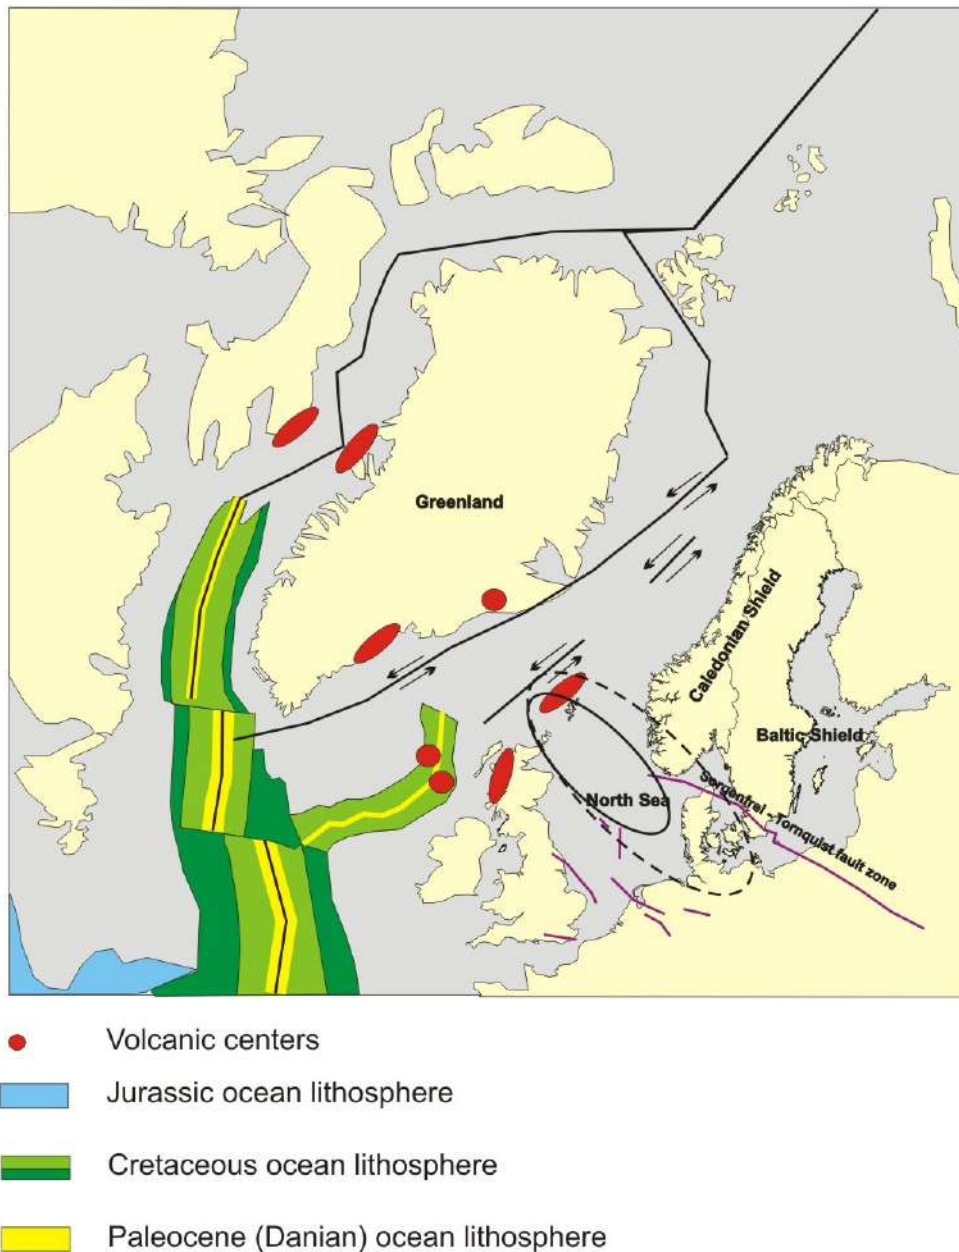 Greenland
Caledonian Shield
Baltic Shield
North Sea
Sorgenfrei - Tornquist fault zone
Volcanic centers
Jurassic ocean lithosphere
Cretaceous ocean lithosphere
Paleocene (Danian) ocean lithosphere